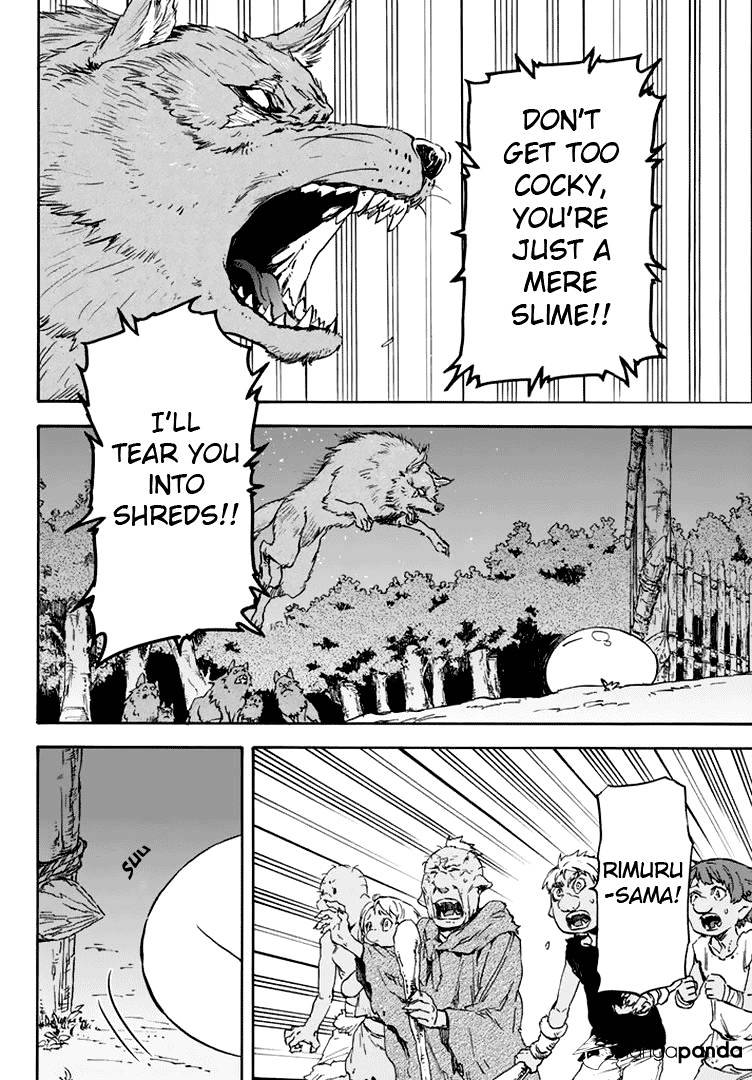 DON'T
GET TOO
COCKY,
YOU'RE
JUST A
MERE
SLIME!!
I'LL
TEAR YOU
INTO
SHREDS!!
SUU
RIMURU
-SAMA!
mangapanda